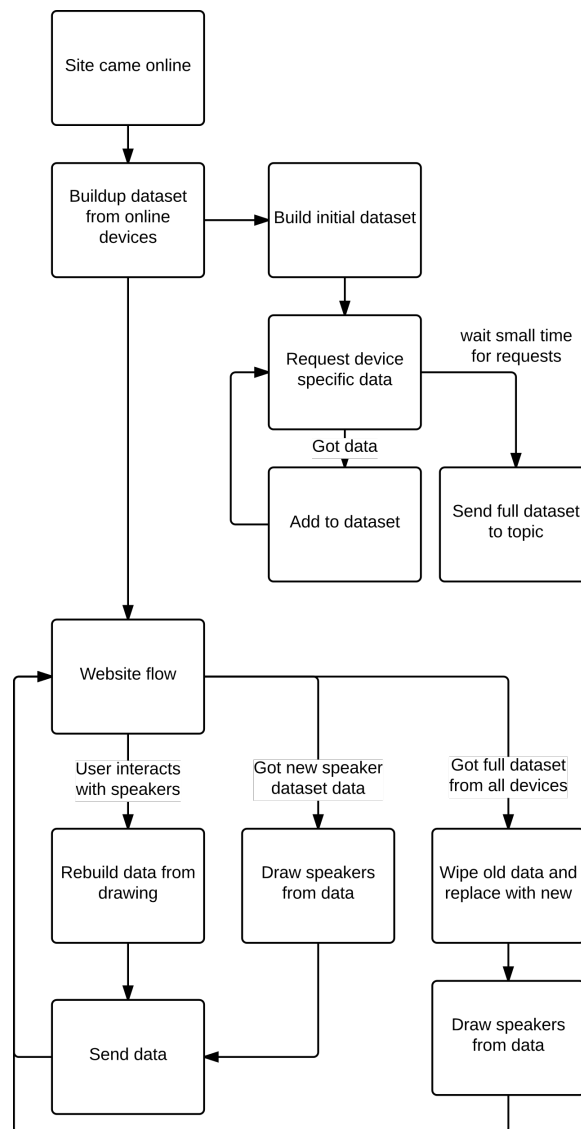 Site came online
Buildup dataset
from online
devices
Build initial dataset
Request device
specific data
wait small time
for requests
Got data
Add to dataset
Send full dataset
to topic
Website flow
User interacts
with speakers
Got new speaker
dataset data
Got full dataset
from all devices
Rebuild data from
drawing
Draw speakers
from data
Wipe old data and
replace with new
Send data
Draw speakers
from data